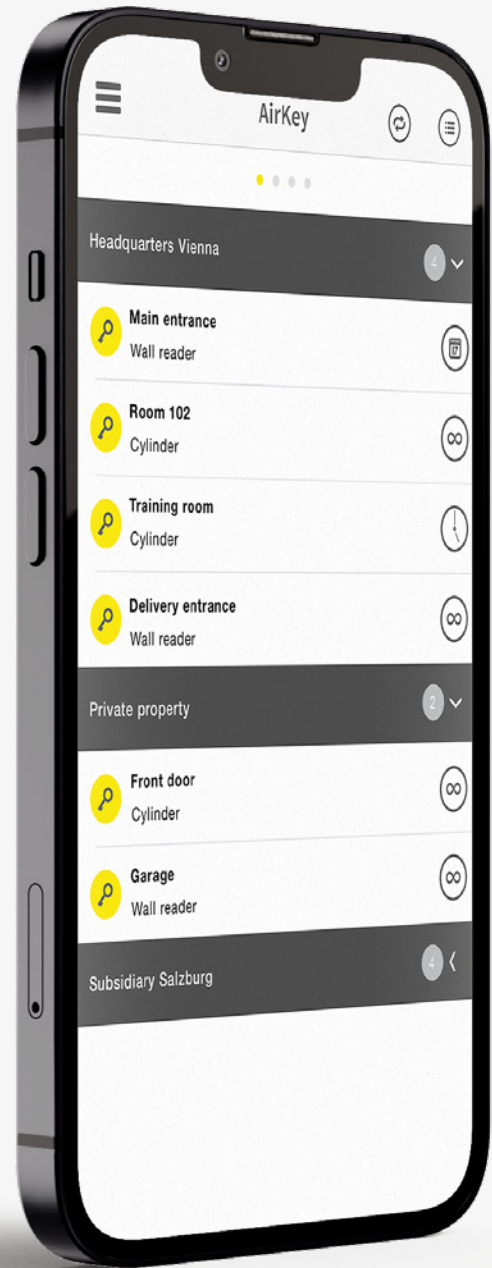 AirKey
Headquarters Vienna
4
Main entrance
Wall reader
17
Room 102
Cylinder
Training room
Cylinder
Delivery entrance
Wall reader
Private property
2
Front door
Cylinder
Garage
Wall reader
Subsidiary Salzburg
4